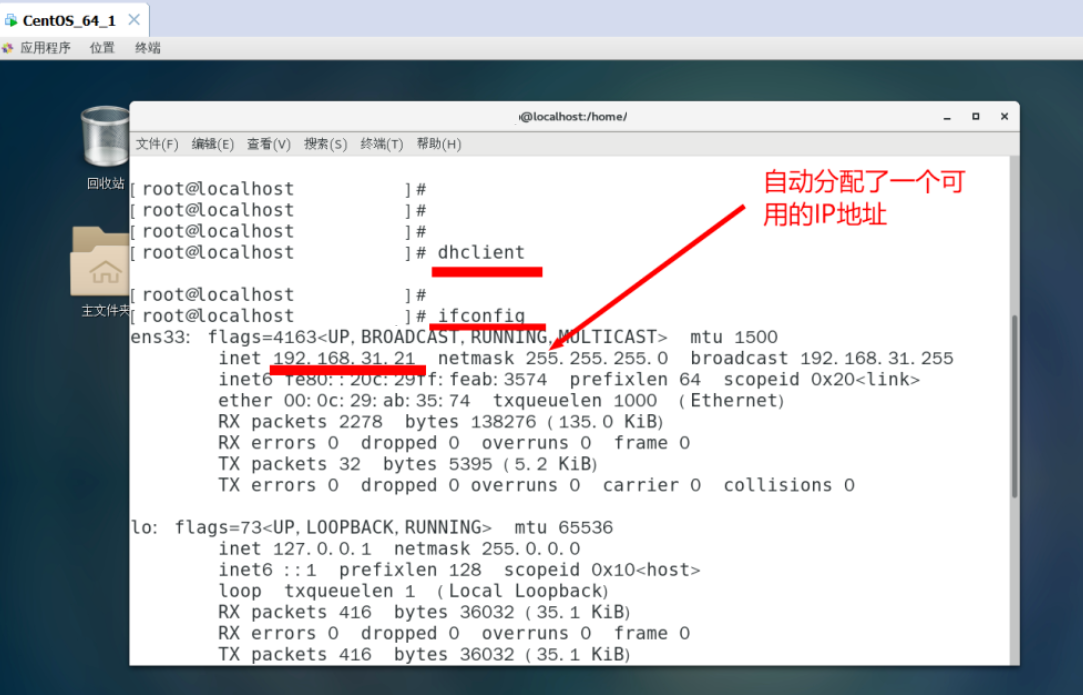 CentOS_64_1
应用程序 位置 终端
@localhost:/home/
文件(F) 编辑(E) 查看(V) 搜索(S) 终端(T) 帮助(H)
回收站
主文件夹
自动分配了一个可
用的IP地址
[root@localhost ]#
[root@localhost ]#
[root@localhost ]#
[root@localhost ]# dhclient
[root@localhost ]#
[root@localhost ]# ifconfig
ens33: flags=4163<UP,BROADCAST,RUNNING,MULTICAST> mtu 1500
inet 192.168.31.21 netmask 255.255.255.0 broadcast 192.168.31.255
inet6 fe80::20c:29ff:feab:3574 prefixlen 64 scopeid 0x20<link>
ether 00:0c:29:ab:35:74 txqueuelen 1000 (Ethernet)
RX packets 2278 bytes 138276 (135.0 KiB)
RX errors 0 dropped 0 overruns 0 frame 0
TX packets 32 bytes 5395 (5.2 KiB)
TX errors 0 dropped 0 overruns 0 carrier 0 collisions 0
lo: flags=73<UP,LOOPBACK,RUNNING> mtu 65536
inet 127.0.0.1 netmask 255.0.0.0
inet6 ::1 prefixlen 128 scopeid 0x10<host>
loop txqueuelen 1 (Local Loopback)
RX packets 416 bytes 36032 (35.1 KiB)
RX errors 0 dropped 0 overruns 0 frame 0
TX packets 416 bytes 36032 (35.1 KiB)